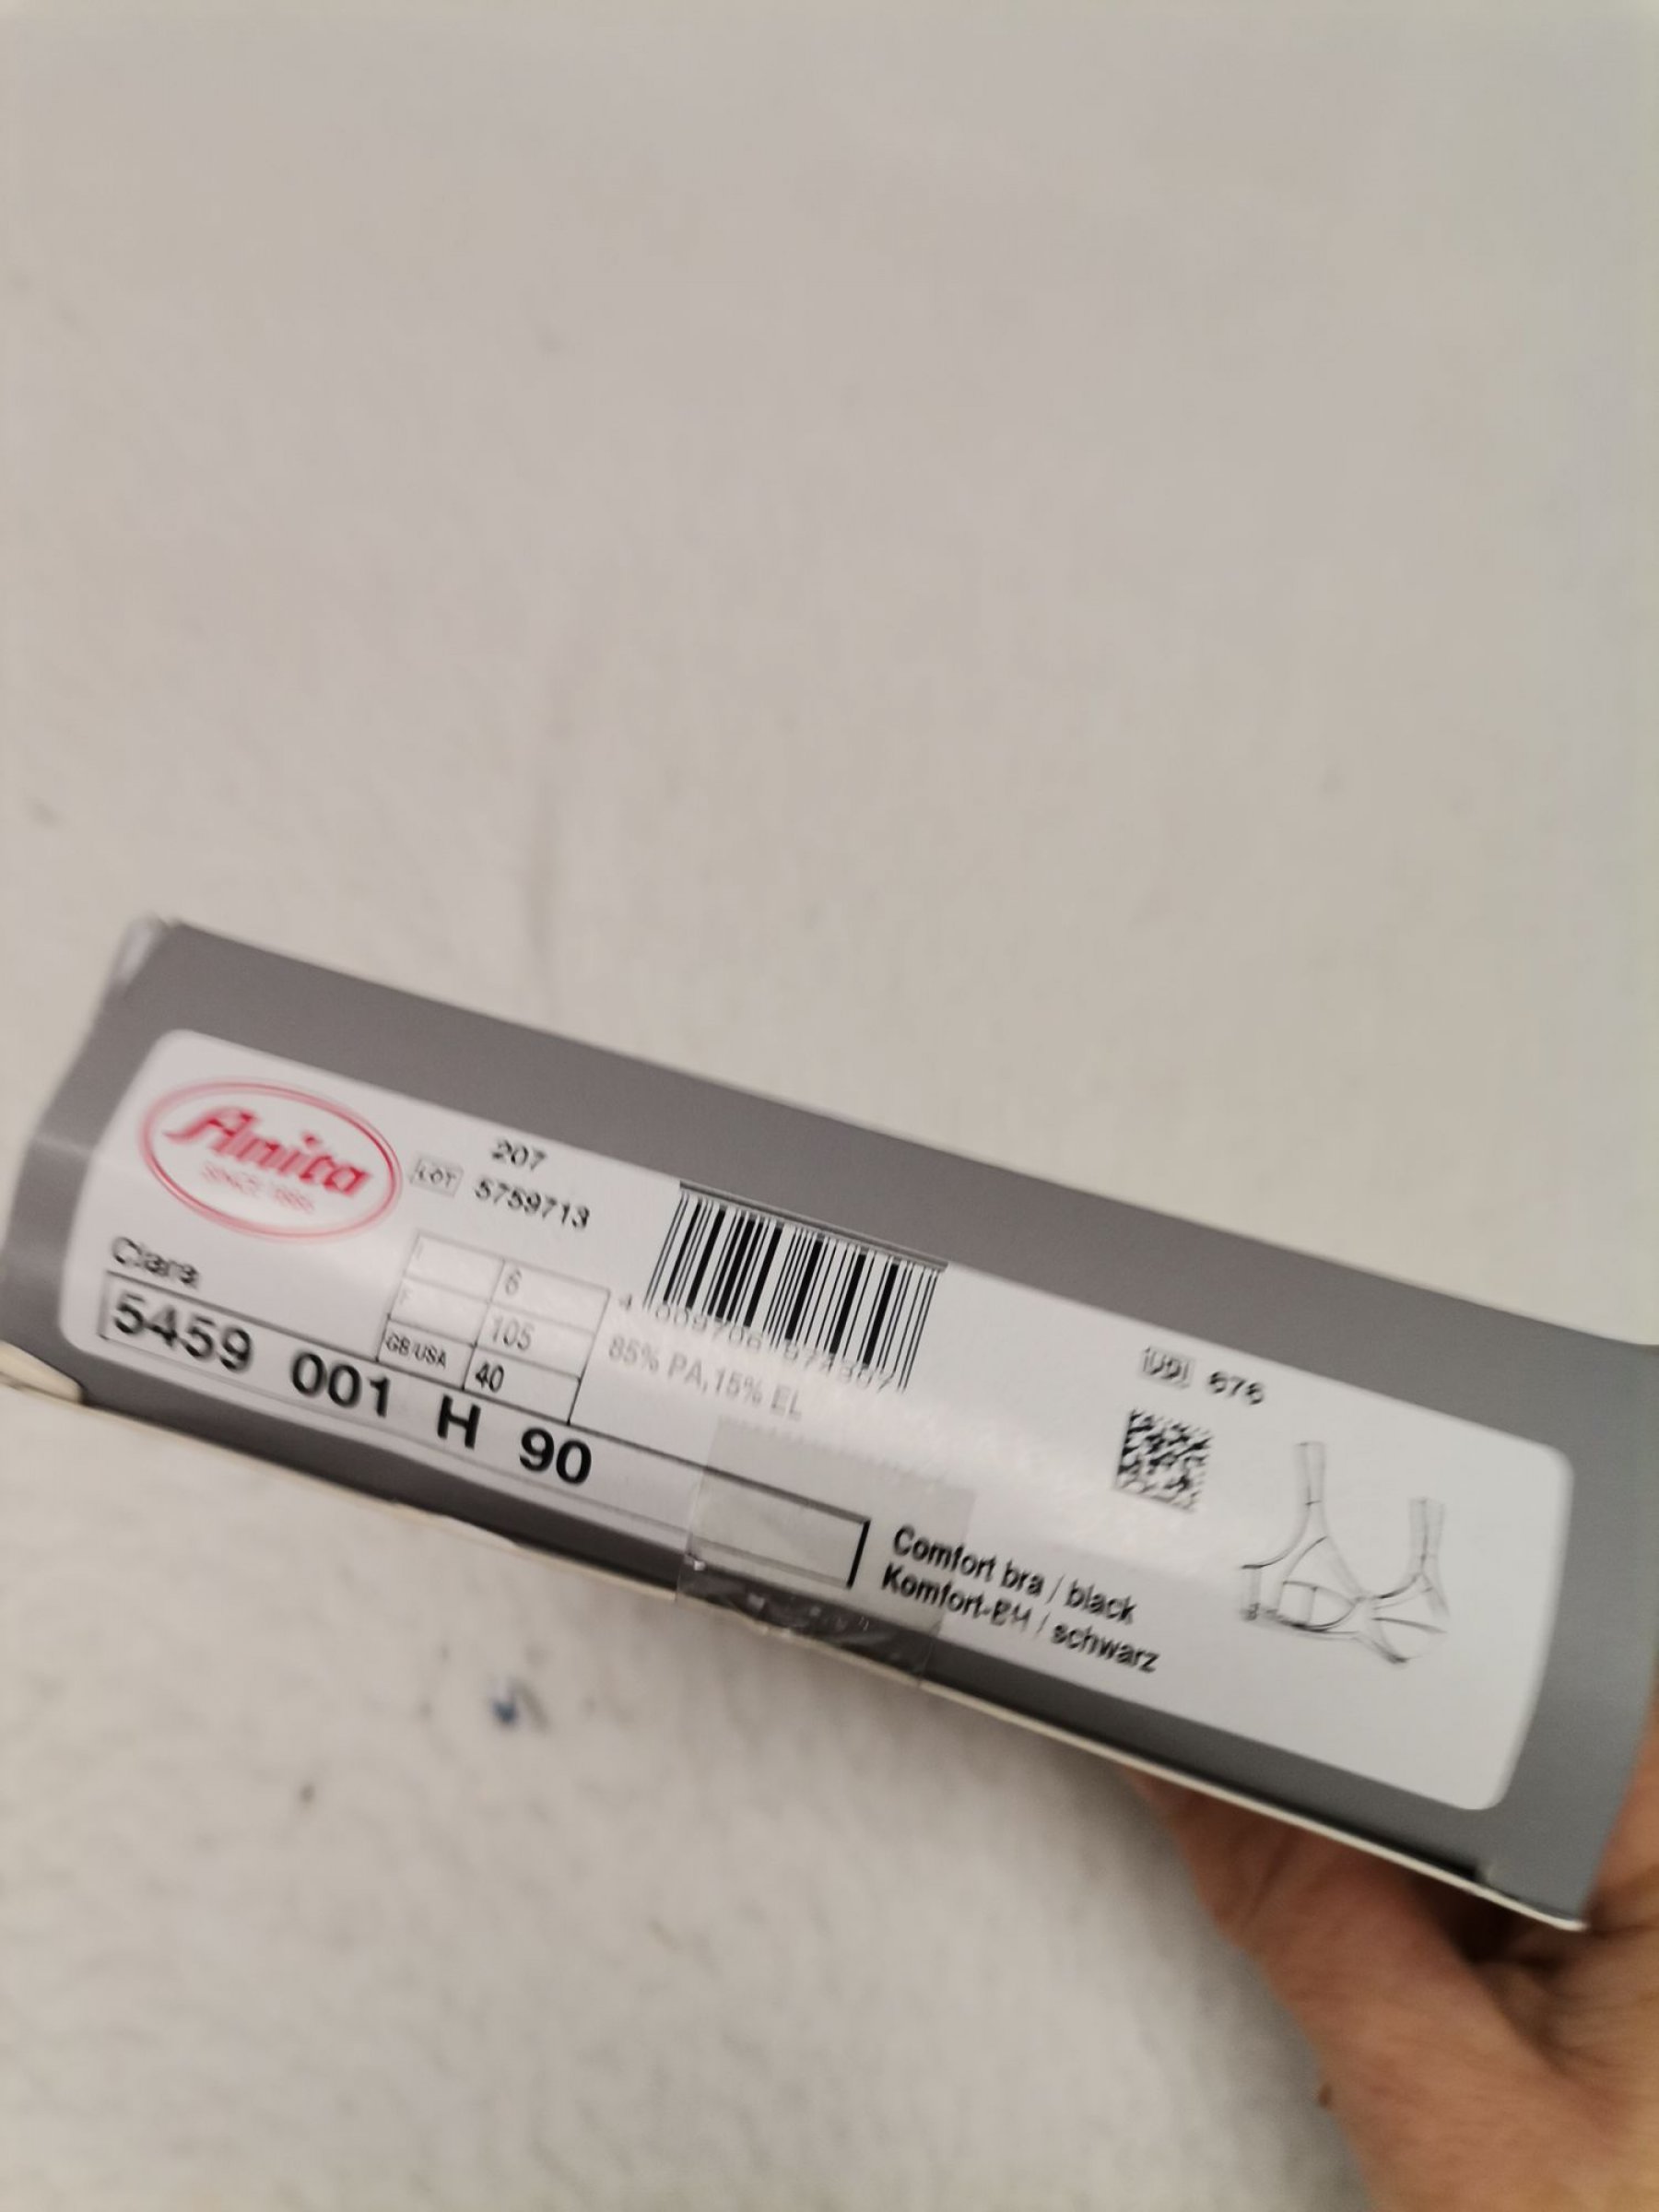 Anita
SINCE 1886
207
LOT 5759713
Clara
I 6
F 105
GB/USA 40
85% PA,15% EL
5459 001 H 90
UDI 676
Comfort bra / black
Komfort-BH / schwarz